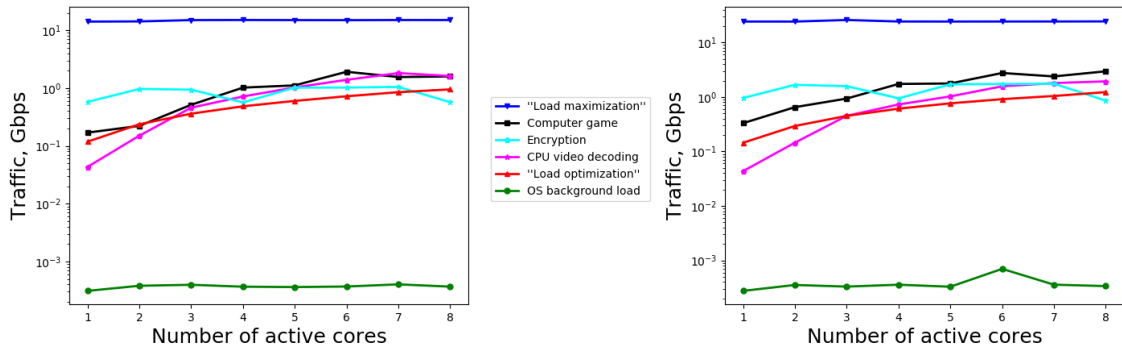 Traffic, Gbps
10¹
10⁰
10⁻¹
10⁻²
10⁻³
1 2 3 4 5 6 7 8
Number of active cores
"Load maximization"
Computer game
Encryption
CPU video decoding
"Load optimization"
OS background load
Traffic, Gbps
10¹
10⁰
10⁻¹
10⁻²
10⁻³
1 2 3 4 5 6 7 8
Number of active cores